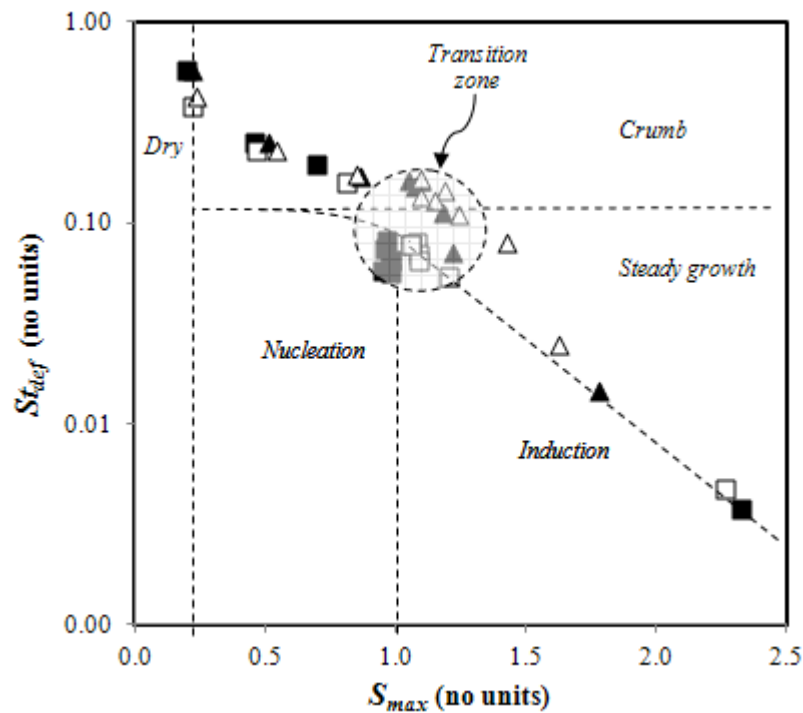 1.00
Transition
zone
Crumb
Dry
0.10
Steady growth
St_def (no units)
Nucleation
0.01
Induction
0.00
0.0 0.5 1.0 1.5 2.0 2.5
S_max (no units)